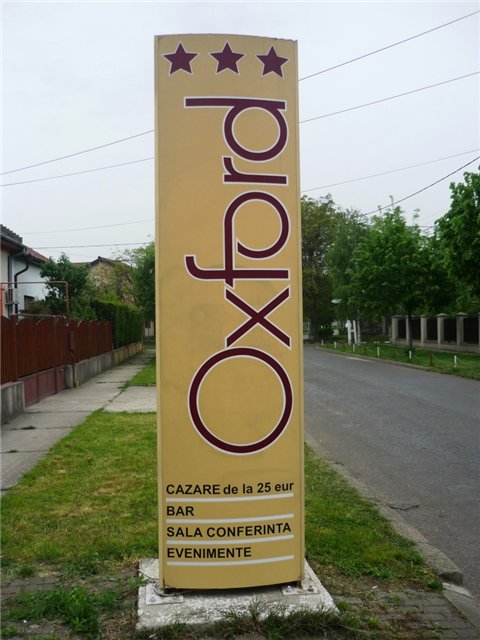 Oxford
CAZARE de la 25 eur
BAR
SALA CONFERINTA
EVENIMENTE